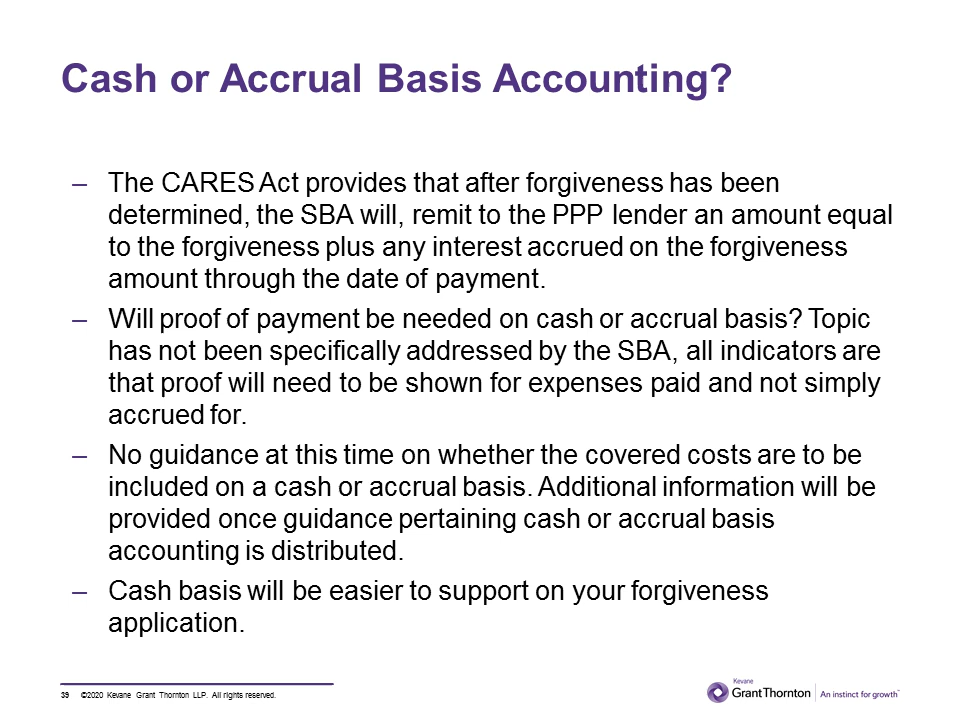 Cash or Accrual Basis Accounting?
– The CARES Act provides that after forgiveness has been
determined, the SBA will, remit to the PPP lender an amount equal
to the forgiveness plus any interest accrued on the forgiveness
amount through the date of payment.
– Will proof of payment be needed on cash or accrual basis? Topic
has not been specifically addressed by the SBA, all indicators are
that proof will need to be shown for expenses paid and not simply
accrued for.
– No guidance at this time on whether the covered costs are to be
included on a cash or accrual basis. Additional information will be
provided once guidance pertaining cash or accrual basis
accounting is distributed.
– Cash basis will be easier to support on your forgiveness
application.
39 ©2020 Kevane Grant Thornton LLP. All rights reserved.
Kevane
GrantThornton
An instinct for growth™